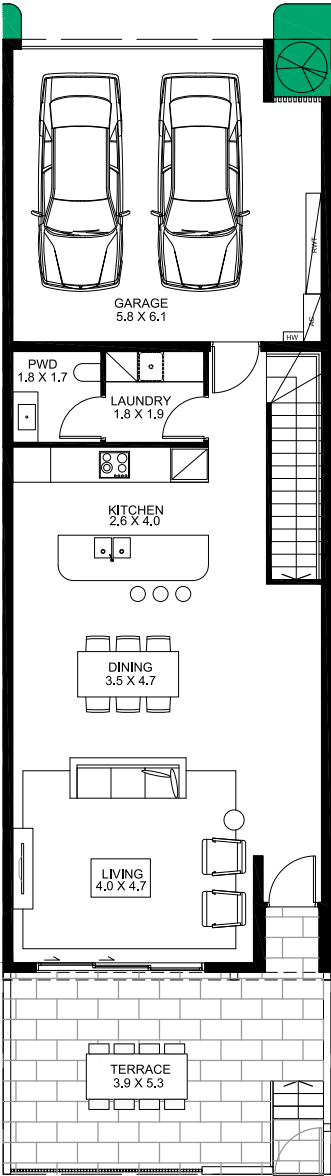 GARAGE
5.8 X 6.1
RWT
AC
HW
PWD
1.8 X 1.7
LAUNDRY
1.8 X 1.9
KITCHEN
2.6 X 4.0
DINING
3.5 X 4.7
LIVING
4.0 X 4.7
TERRACE
3.9 X 5.3